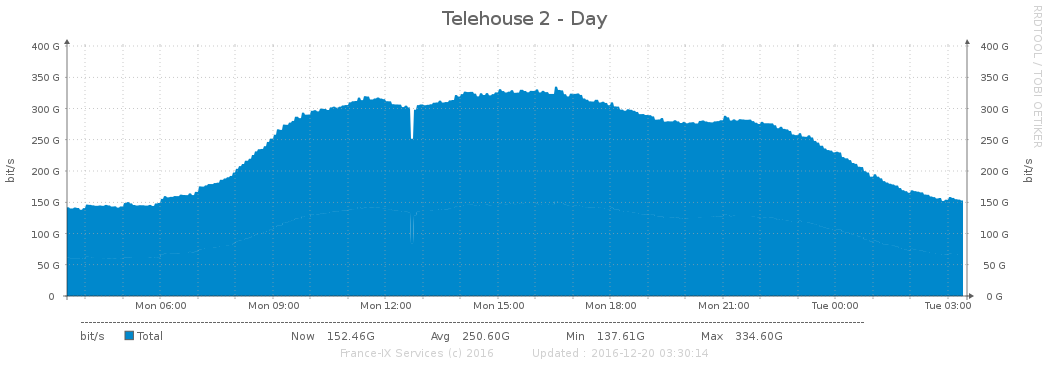 Telehouse 2 - Day
RRDTOOL / TOBI OETIKER
400 G 400 G
350 G 350 G
300 G 300 G
250 G 250 G
200 G 200 G
150 G 150 G
100 G 100 G
50 G 50 G
0 0 G
bit/s bit/s
Mon 06:00 Mon 09:00 Mon 12:00 Mon 15:00 Mon 18:00 Mon 21:00 Tue 00:00 Tue 03:00
bit/s Total Now 152.46G Avg 250.60G Min 137.61G Max 334.60G
France-IX Services (c) 2016 Updated : 2016-12-20 03:30:14